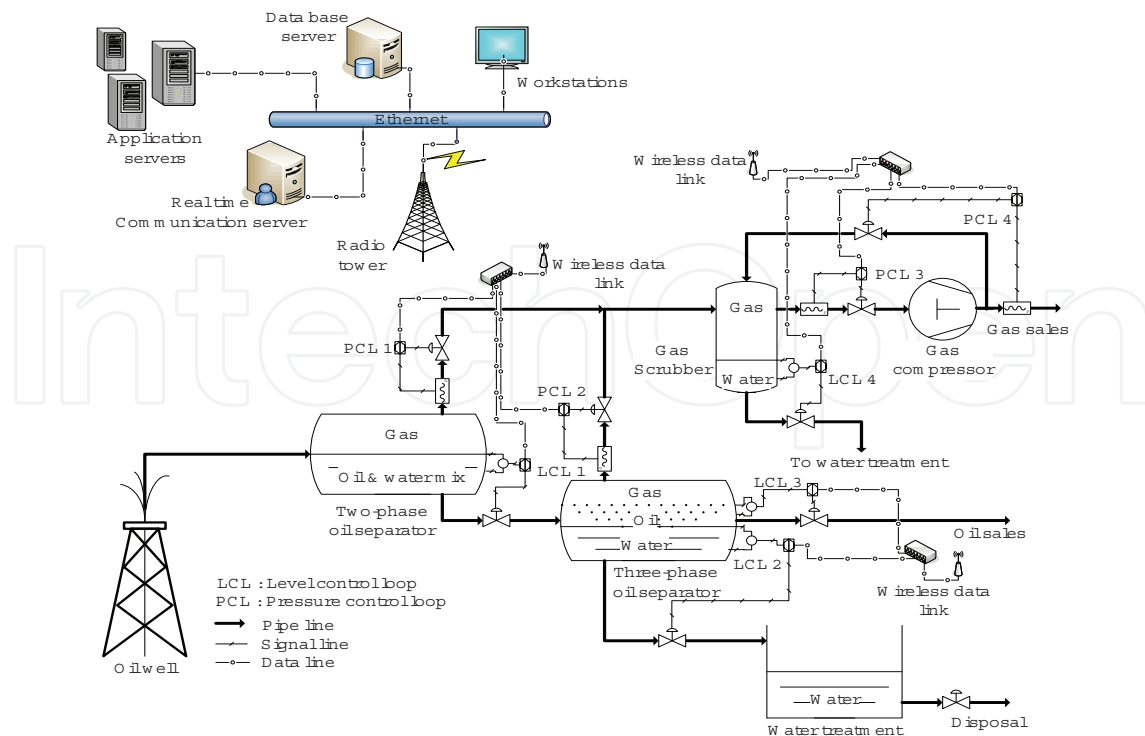 Database
server
Workstations
Ethernet
Application
servers
Realtime
Communication server
Radio
tower
Wireless data
link
PCL 4
PCL 3
Wireless data
link
Gas
Gas sales
Gas
compressor
Gas
Scrubber
Water
LCL 4
PCL 1
PCL 2
To water treatment
Gas
Oil & water mix
LCL 1
Two-phase
oil separator
Gas
Oil
Water
LCL 3
Oil sales
LCL 2
Three-phase
oil separator
Wireless data
link
LCL : Level control loop
PCL : Pressure control loop
Pipe line
Signal line
Data line
Oil well
Water
Water treatment
Disposal
IntechOpen